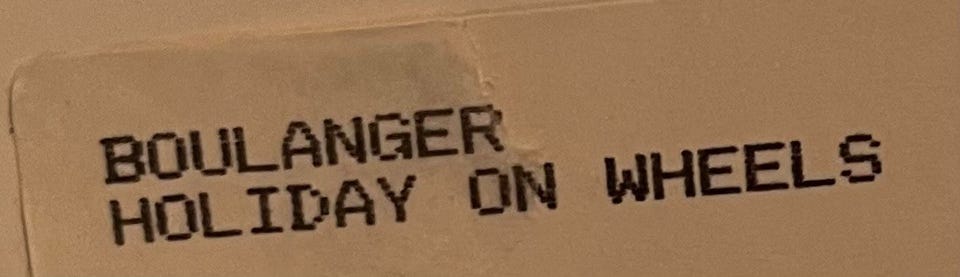 BOULANGER
HOLIDAY ON WHEELS